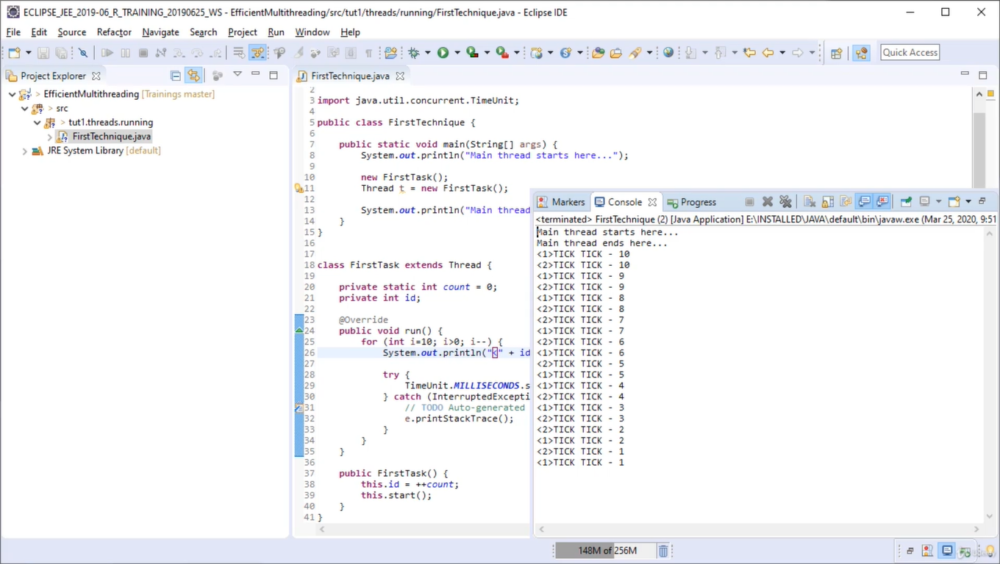 ECLIPSE_JEE_2019-06_R_TRAINING_20190625_WS - EfficientMultithreading/src/tut1/threads/running/FirstTechnique.java - Eclipse IDE
File Edit Source Refactor Navigate Search Project Run Window Help
Quick Access
Project Explorer
> EfficientMultithreading [Trainings master]
> src
> tut1.threads.running
FirstTechnique.java
JRE System Library [default]
FirstTechnique.java
2
3 import java.util.concurrent.TimeUnit;
4
5 public class FirstTechnique {
6
7 public static void main(String[] args) {
8 System.out.println("Main thread starts here...");
9
10 new FirstTask();
11 Thread t = new FirstTask();
12
13 System.out.println("Main thread
14 }
15 }
16
17
18 class FirstTask extends Thread {
19
20 private static int count = 0;
21 private int id;
22
23 @Override
24 public void run() {
25 for (int i=10; i>0; i--) {
26 System.out.println("<" + id
27
28 try {
29 TimeUnit.MILLISECONDS.s
30 } catch (InterruptedExcepti
31 // TODO Auto-generated
32 e.printStackTrace();
33 }
34 }
35 }
36
37 public FirstTask() {
38 this.id = ++count;
39 this.start();
40 }
41 }
Markers Console Progress
<terminated> FirstTechnique (2) [Java Application] E:\INSTALLED\JAVA\default\bin\javaw.exe (Mar 25, 2020, 9:51
Main thread starts here...
Main thread ends here...
<1>TICK TICK - 10
<2>TICK TICK - 10
<1>TICK TICK - 9
<2>TICK TICK - 9
<1>TICK TICK - 8
<2>TICK TICK - 8
<2>TICK TICK - 7
<1>TICK TICK - 7
<2>TICK TICK - 6
<1>TICK TICK - 6
<2>TICK TICK - 5
<1>TICK TICK - 5
<1>TICK TICK - 4
<2>TICK TICK - 4
<1>TICK TICK - 3
<2>TICK TICK - 3
<2>TICK TICK - 2
<1>TICK TICK - 2
<2>TICK TICK - 1
<1>TICK TICK - 1
148M of 256M